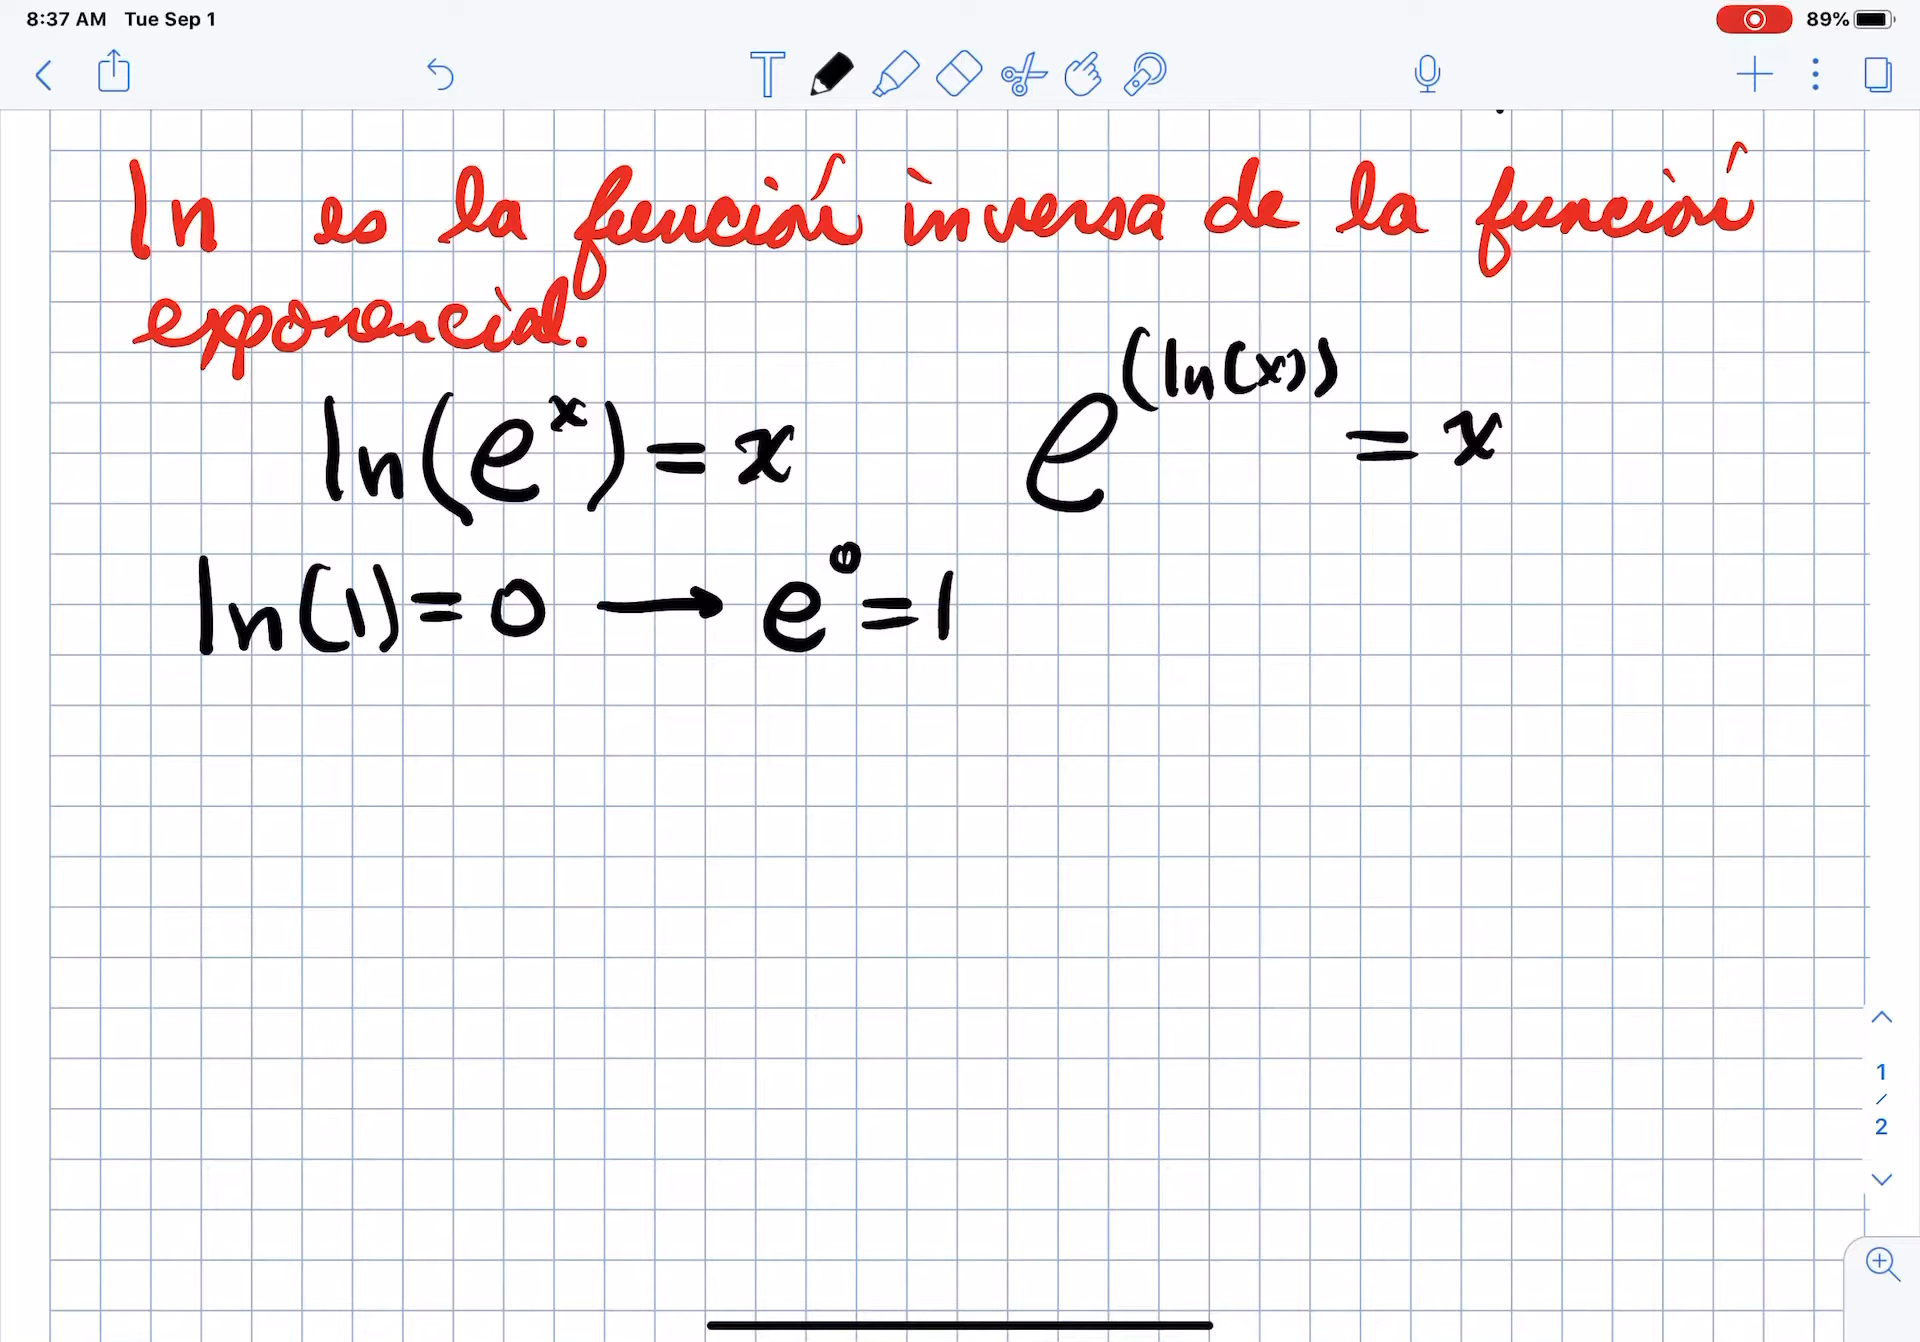 8:37 AM Tue Sep 1 89%
T
ln es la función inversa de la función
exponencial.
ln(e^x) = x e^(ln(x)) = x
ln(1) = 0 → e^0 = 1
1
/
2